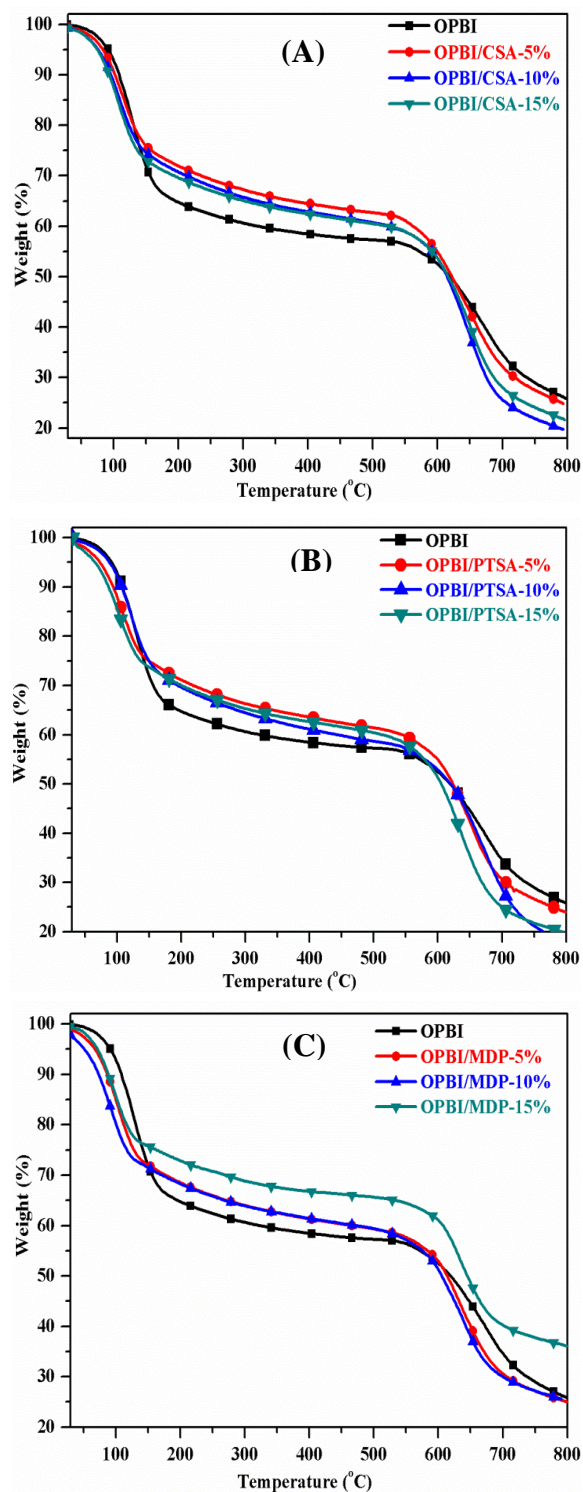 (A)
OPBI
OPBI/CSA-5%
OPBI/CSA-10%
OPBI/CSA-15%
Weight (%)
100
90
80
70
60
50
40
30
20
100 200 300 400 500 600 700 800
Temperature (°C)
(B)
OPBI
OPBI/PTSA-5%
OPBI/PTSA-10%
OPBI/PTSA-15%
Weight (%)
100
90
80
70
60
50
40
30
20
100 200 300 400 500 600 700 800
Temperature (°C)
(C)
OPBI
OPBI/MDP-5%
OPBI/MDP-10%
OPBI/MDP-15%
Weight (%)
100
90
80
70
60
50
40
30
20
100 200 300 400 500 600 700 800
Temperature (°C)